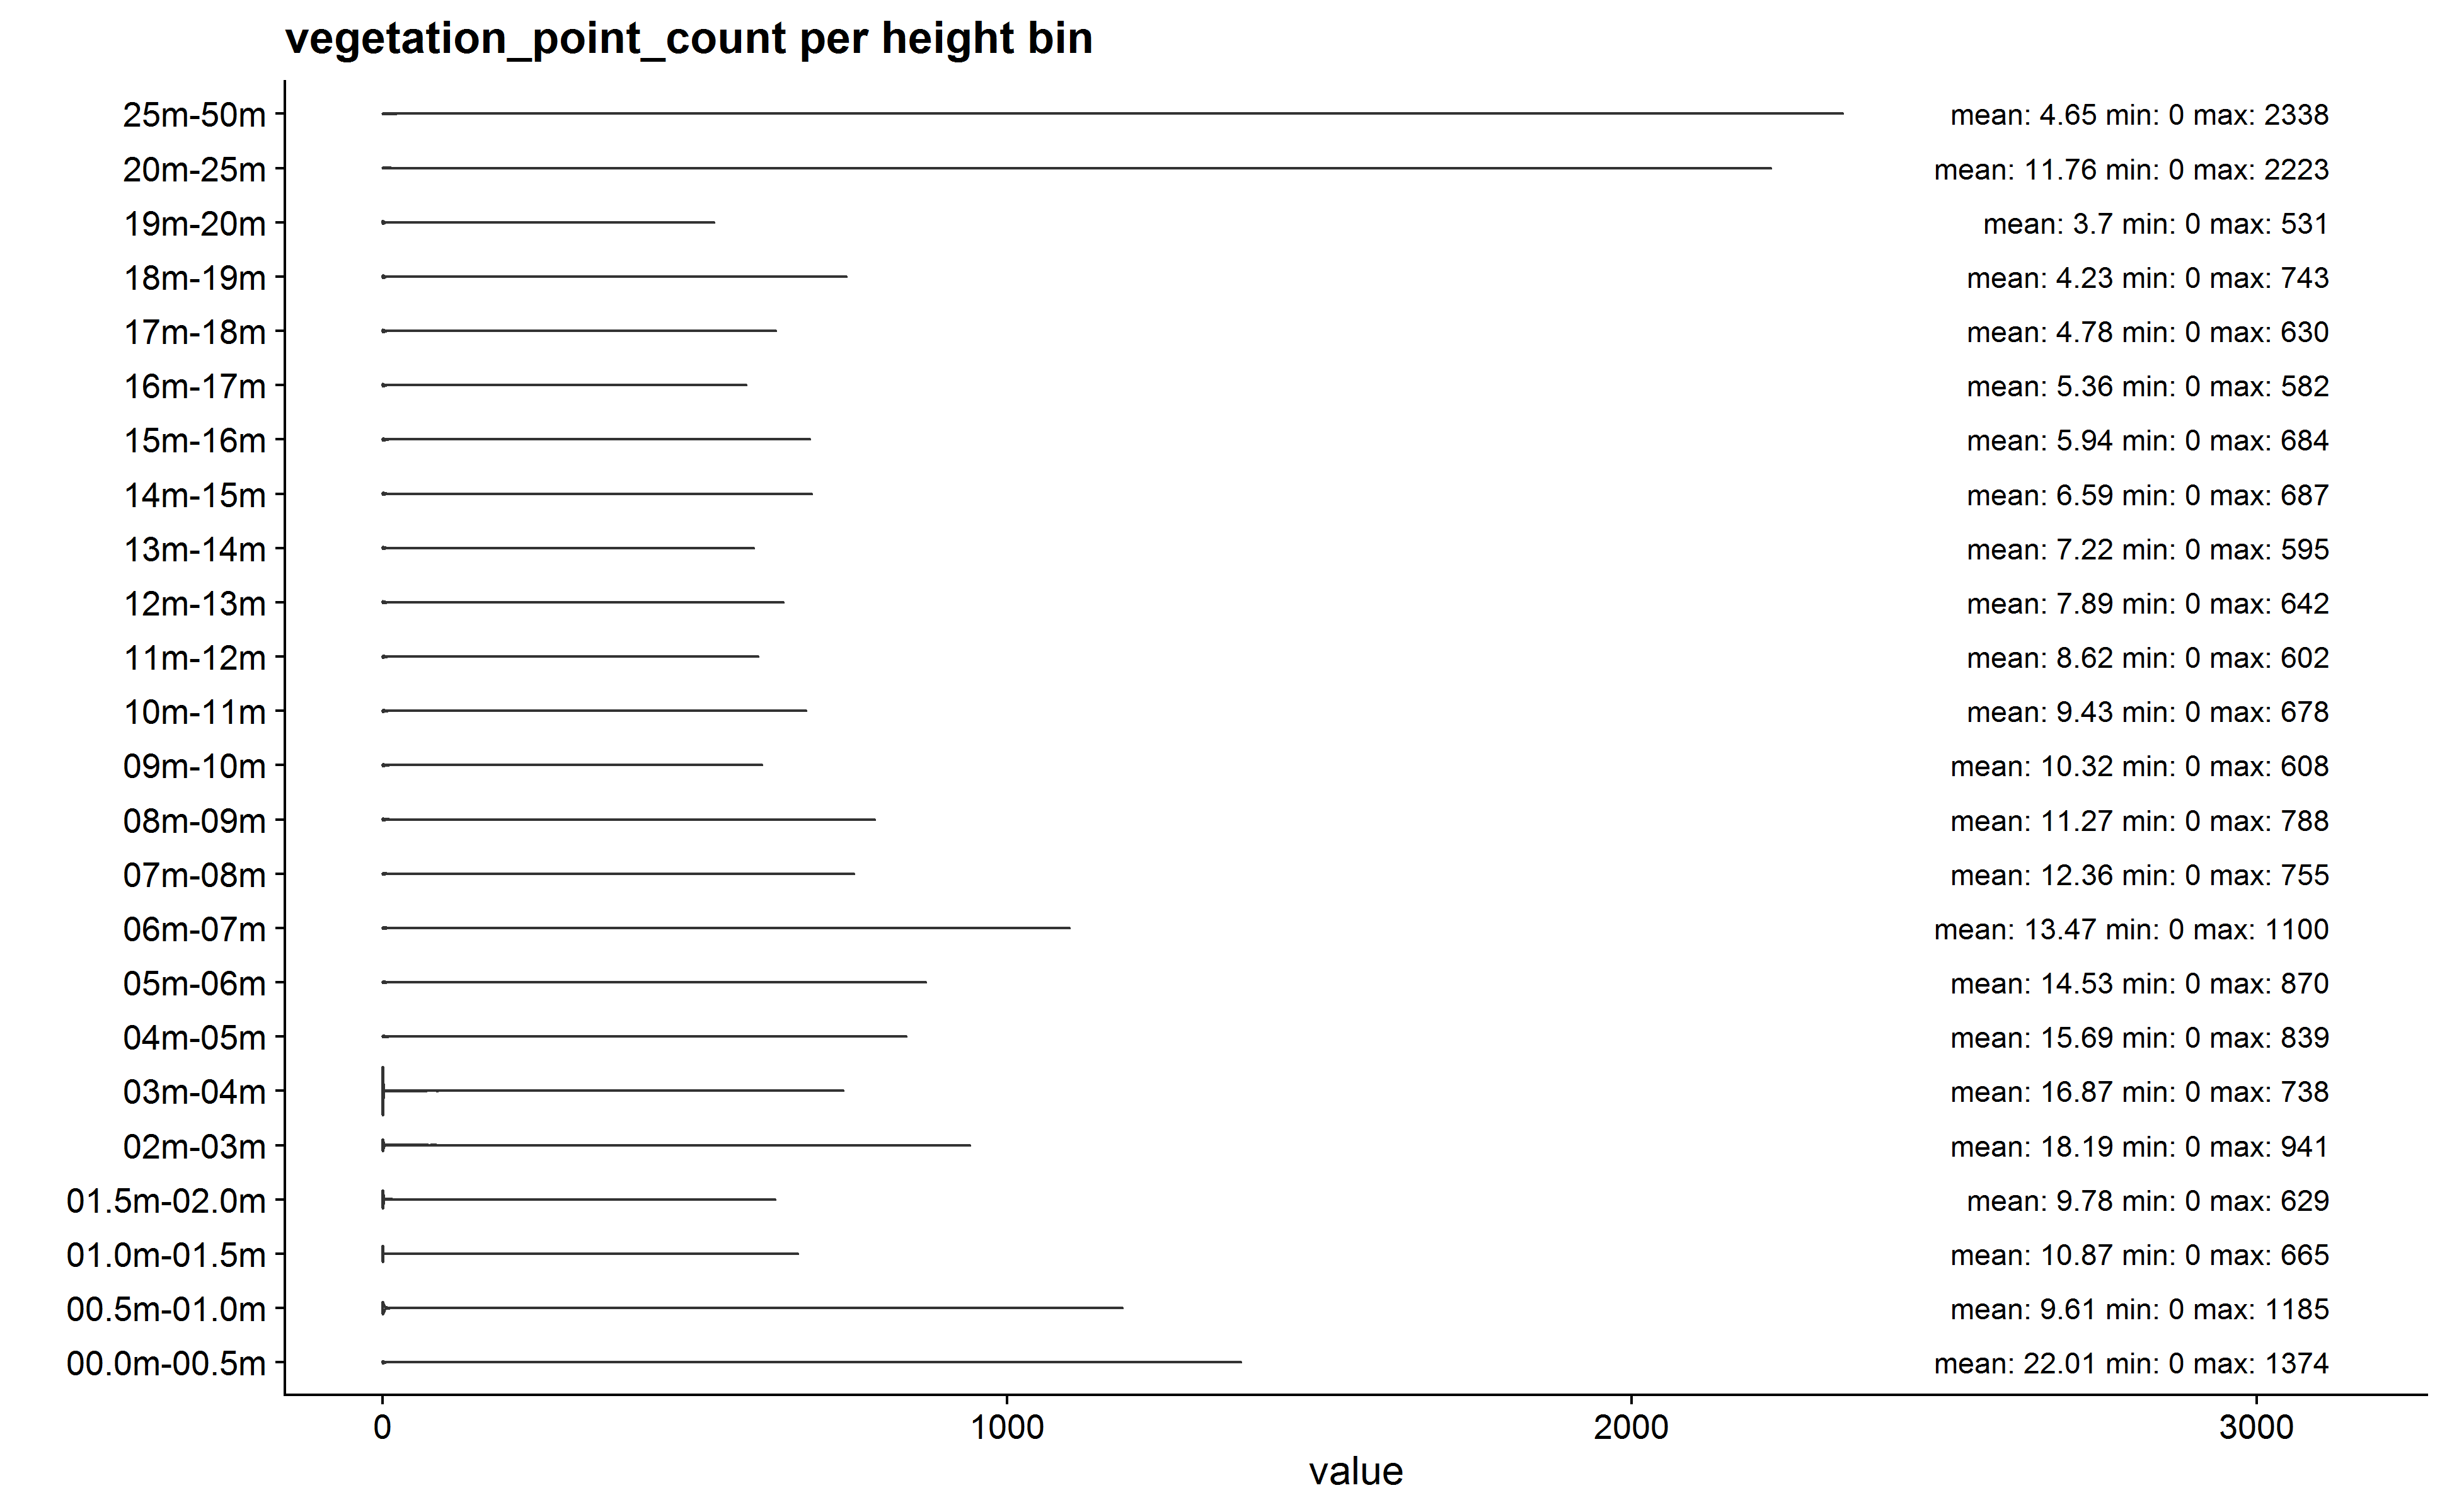 vegetation_point_count per height bin
25m-50m mean: 4.65 min: 0 max: 2338
20m-25m mean: 11.76 min: 0 max: 2223
19m-20m mean: 3.7 min: 0 max: 531
18m-19m mean: 4.23 min: 0 max: 743
17m-18m mean: 4.78 min: 0 max: 630
16m-17m mean: 5.36 min: 0 max: 582
15m-16m mean: 5.94 min: 0 max: 684
14m-15m mean: 6.59 min: 0 max: 687
13m-14m mean: 7.22 min: 0 max: 595
12m-13m mean: 7.89 min: 0 max: 642
11m-12m mean: 8.62 min: 0 max: 602
10m-11m mean: 9.43 min: 0 max: 678
09m-10m mean: 10.32 min: 0 max: 608
08m-09m mean: 11.27 min: 0 max: 788
07m-08m mean: 12.36 min: 0 max: 755
06m-07m mean: 13.47 min: 0 max: 1100
05m-06m mean: 14.53 min: 0 max: 870
04m-05m mean: 15.69 min: 0 max: 839
03m-04m mean: 16.87 min: 0 max: 738
02m-03m mean: 18.19 min: 0 max: 941
01.5m-02.0m mean: 9.78 min: 0 max: 629
01.0m-01.5m mean: 10.87 min: 0 max: 665
00.5m-01.0m mean: 9.61 min: 0 max: 1185
00.0m-00.5m mean: 22.01 min: 0 max: 1374
0 1000 2000 3000
value